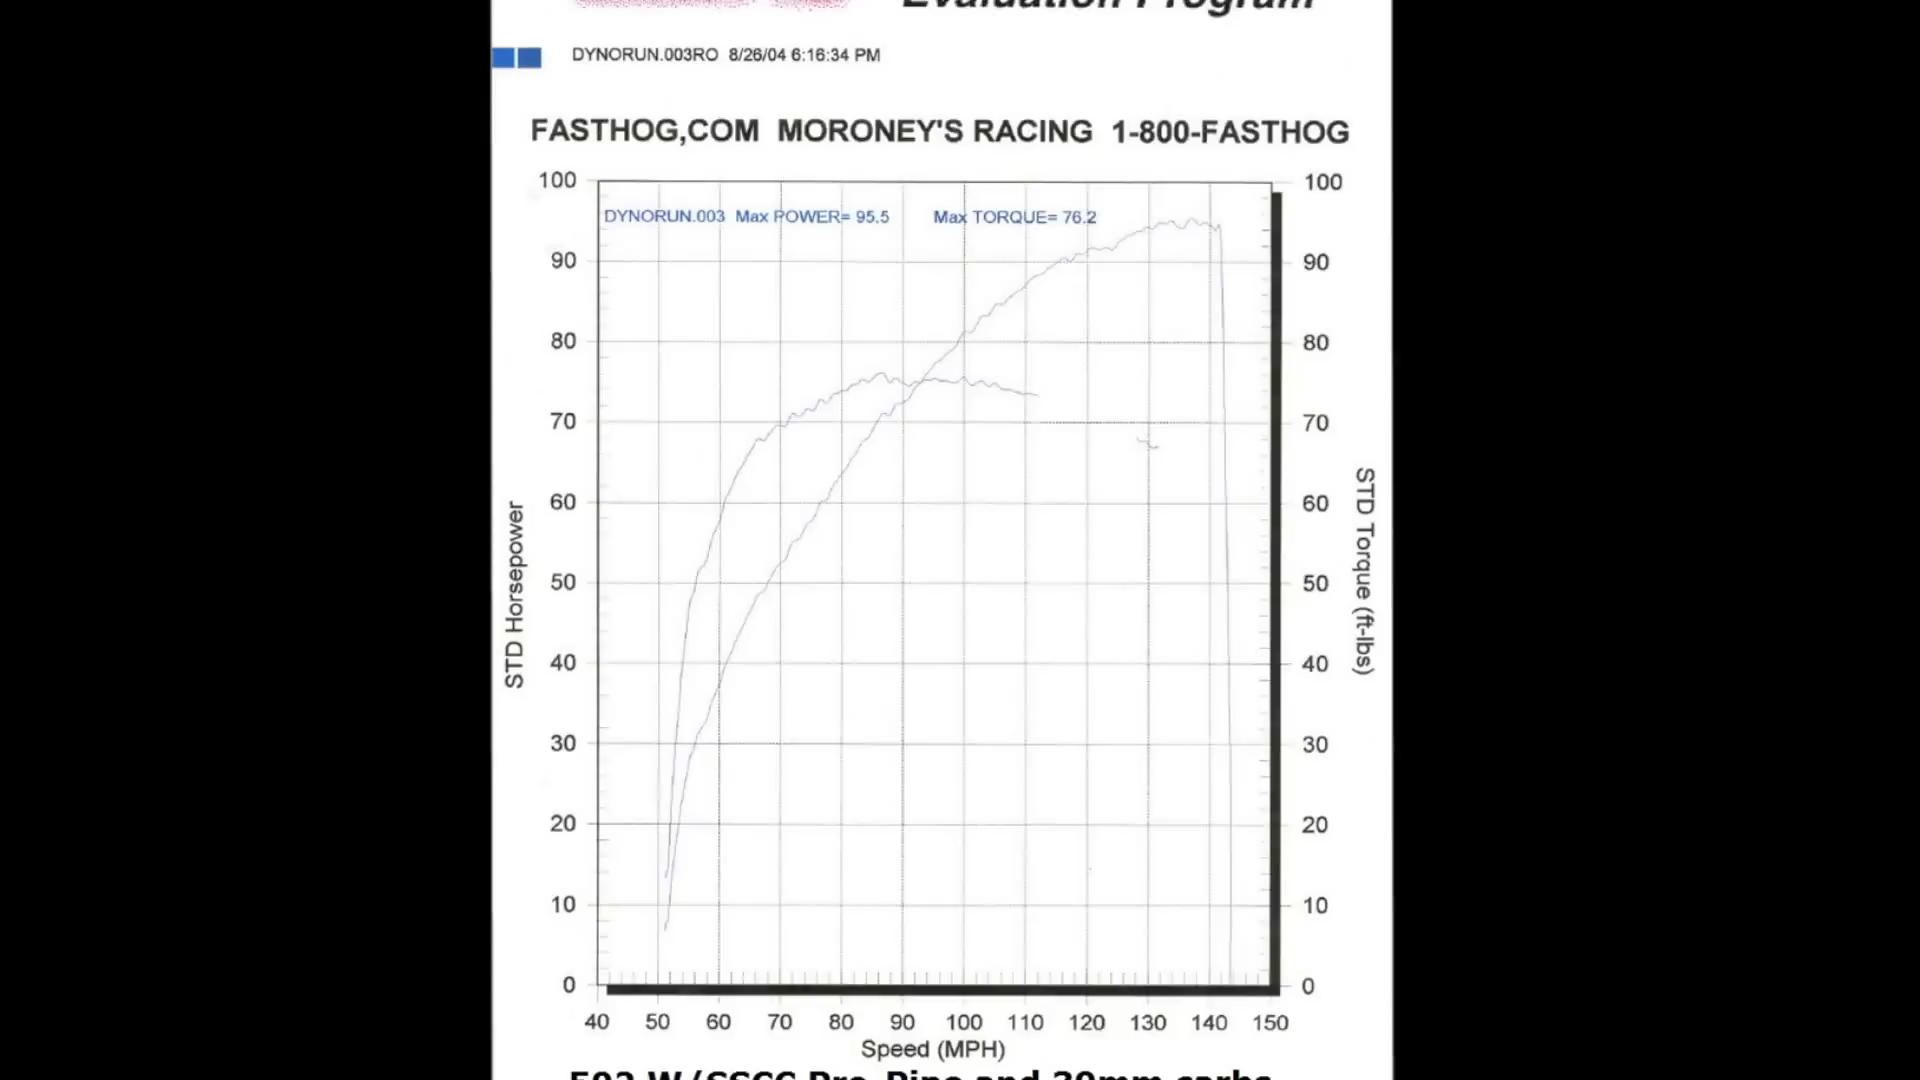 Evaluation Program
DYNORUN.003RO 8/26/04 6:16:34 PM
FASTHOG,COM MORONEY'S RACING 1-800-FASTHOG
DYNORUN.003 Max POWER= 95.5 Max TORQUE= 76.2
100 100
90 90
80 80
70 70
60 60
50 50
40 40
30 30
20 20
10 10
0 0
STD Horsepower
STD Torque (ft-lbs)
40 50 60 70 80 90 100 110 120 130 140 150
Speed (MPH)